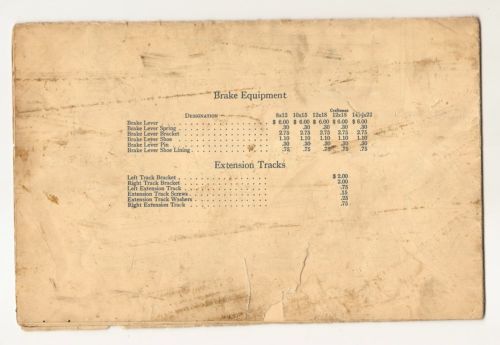 Brake Equipment
Craftsman
DESIGNATION 8x12 10x15 12x18 12x18 14½x22
Brake Lever $ 6.00 $ 6.00 $ 6.00 $ 6.00 $ 6.00
Brake Lever Spring .30 .30 .30 .30 .30
Brake Lever Bracket 2.75 2.75 2.75 2.75 2.75
Brake Lever Shoe 1.10 1.10 1.10 1.10 1.10
Brake Lever Pin .30 .30 .30 .30 .30
Brake Lever Shoe Lining .75 .75 .75 .75 .75
Extension Tracks
Left Track Bracket $ 2.00
Right Track Bracket 2.00
Left Extension Track .75
Extension Track Screws .15
Extension Track Washers .25
Right Extension Track .75